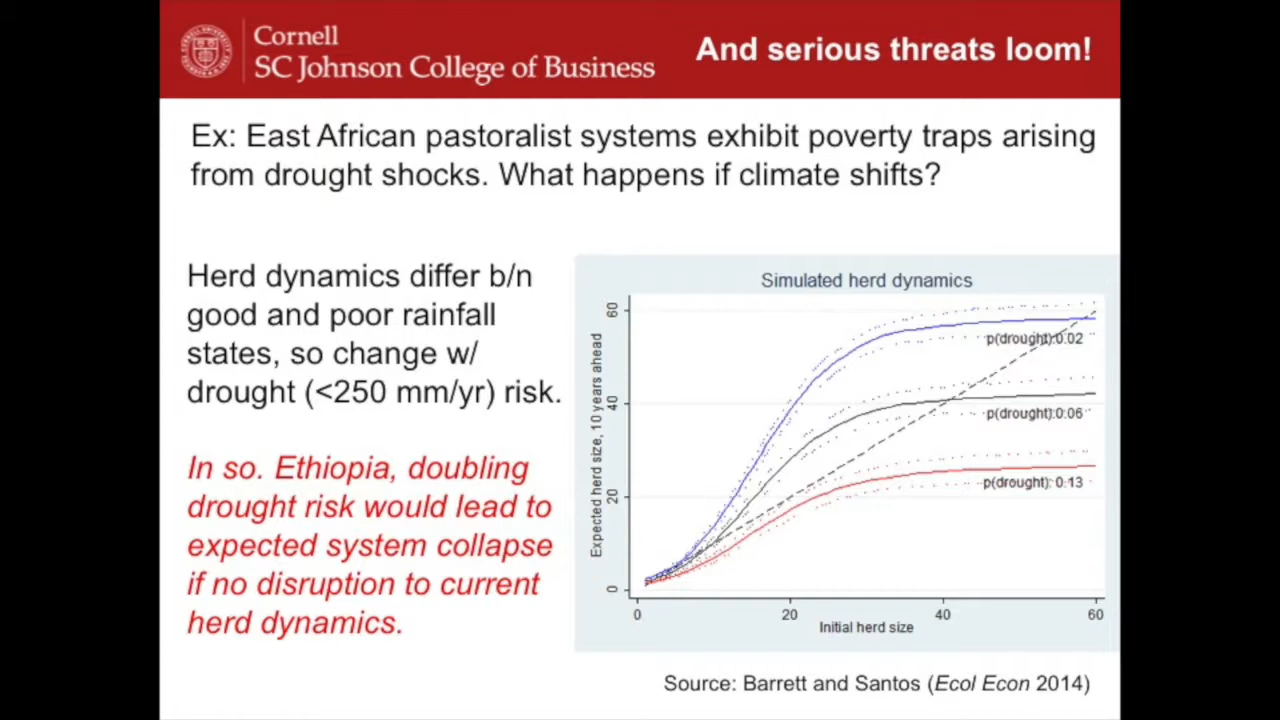 Cornell
SC Johnson College of Business
And serious threats loom!
Ex: East African pastoralist systems exhibit poverty traps arising
from drought shocks. What happens if climate shifts?
Herd dynamics differ b/n
good and poor rainfall
states, so change w/
drought (<250 mm/yr) risk.
In so. Ethiopia, doubling
drought risk would lead to
expected system collapse
if no disruption to current
herd dynamics.
Simulated herd dynamics
Expected herd size, 10 years ahead
60
40
20
0
p(drought):0.02
p(drought):0.06
p(drought): 0.13
0 20 40 60
Initial herd size
Source: Barrett and Santos (Ecol Econ 2014)